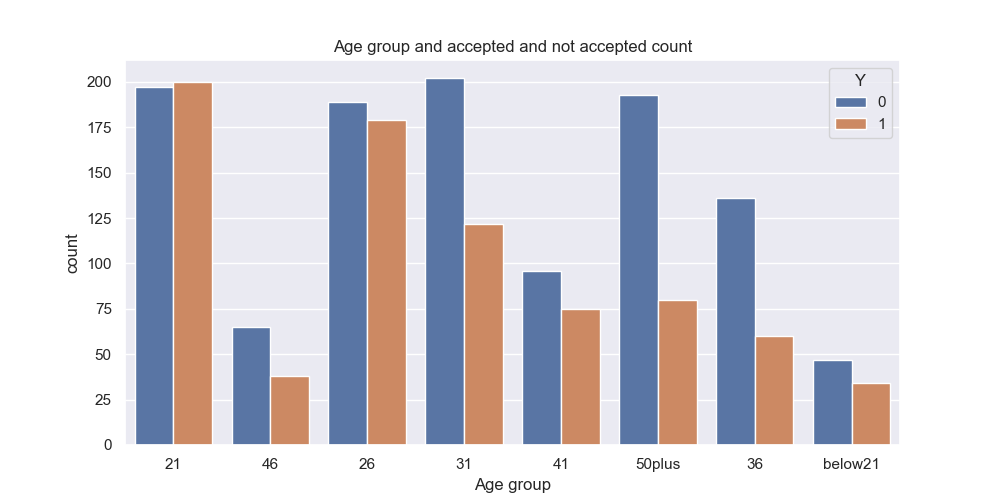 Age group and accepted and not accepted count
Y
0
1
200
175
150
125
100
75
50
25
0
count
21 46 26 31 41 50plus 36 below21
Age group